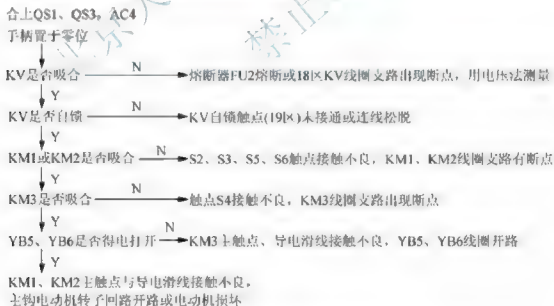 合上QS1、QS3，AC4
手柄置于零位
KV是否吸合 N 熔断器FU2熔断或18区KV线圈支路出现断点，用电压法测量
Y
KV是否自锁 N KV自锁触点(19区)未接通或连线松脱
Y
KM1或KM2是否吸合 N S2、S3、S5、S6触点接触不良，KM1、KM2线圈支路有断点
Y
KM3是否吸合 N 触点S4接触不良，KM3线圈支路出现断点
Y
YB5、YB6是否得电打开 N KM3主触点、导电滑线接触不良，YB5、YB6线圈开路
Y
KM1、KM2主触点与导电滑线接触不良，
主钩电动机转子回路开路或电动机损坏
禁止